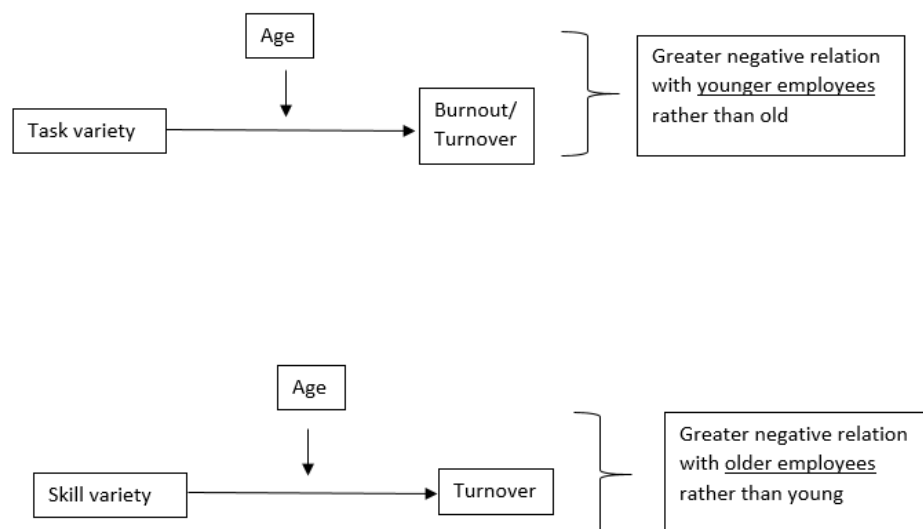 Age
Task variety
Burnout/
Turnover
Greater negative relation
with younger employees
rather than old
Age
Skill variety
Turnover
Greater negative relation
with older employees
rather than young